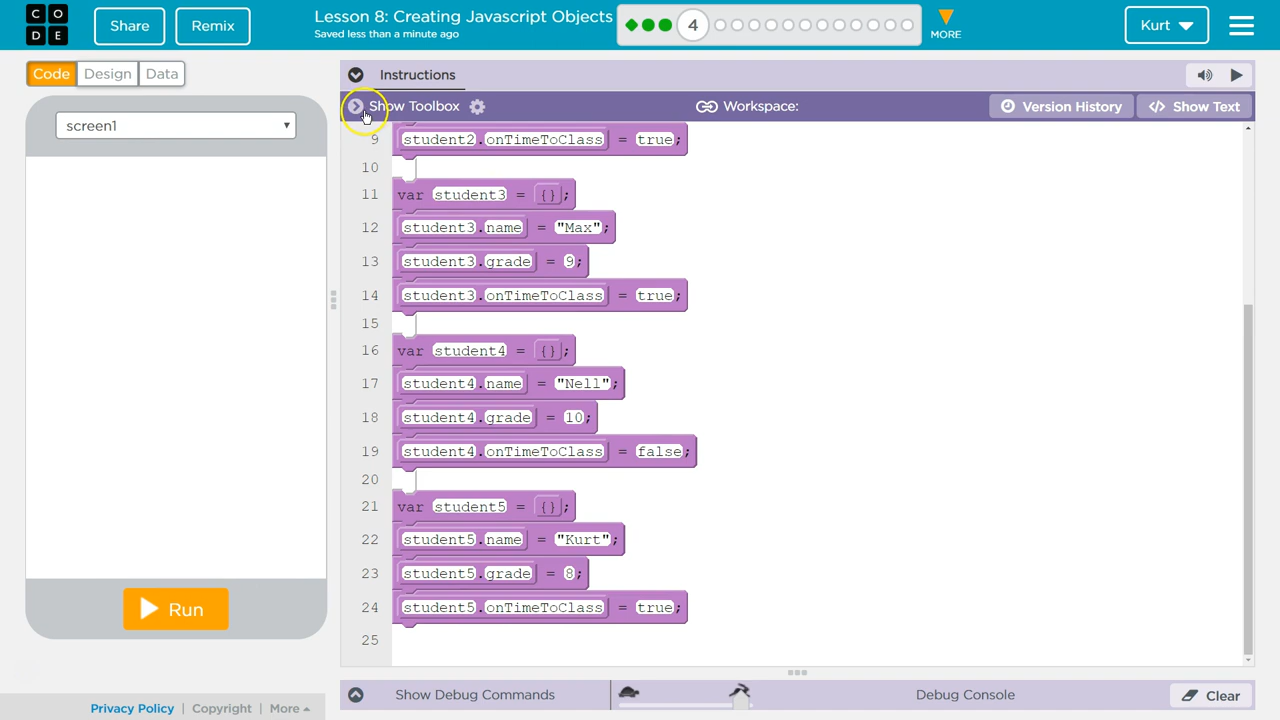 C O
D E
Share
Remix
Lesson 8: Creating Javascript Objects
Saved less than a minute ago
4
MORE
Kurt
Code
Design
Data
Instructions
screen1
Show Toolbox
Workspace:
Version History
</> Show Text
9 student2.onTimeToClass = true;
10
11 var student3 = {};
12 student3.name = "Max";
13 student3.grade = 9;
14 student3.onTimeToClass = true;
15
16 var student4 = {};
17 student4.name = "Nell";
18 student4.grade = 10;
19 student4.onTimeToClass = false;
20
21 var student5 = {};
22 student5.name = "Kurt";
23 student5.grade = 8;
24 student5.onTimeToClass = true;
25
Run
Show Debug Commands
Debug Console
Clear
Privacy Policy | Copyright | More